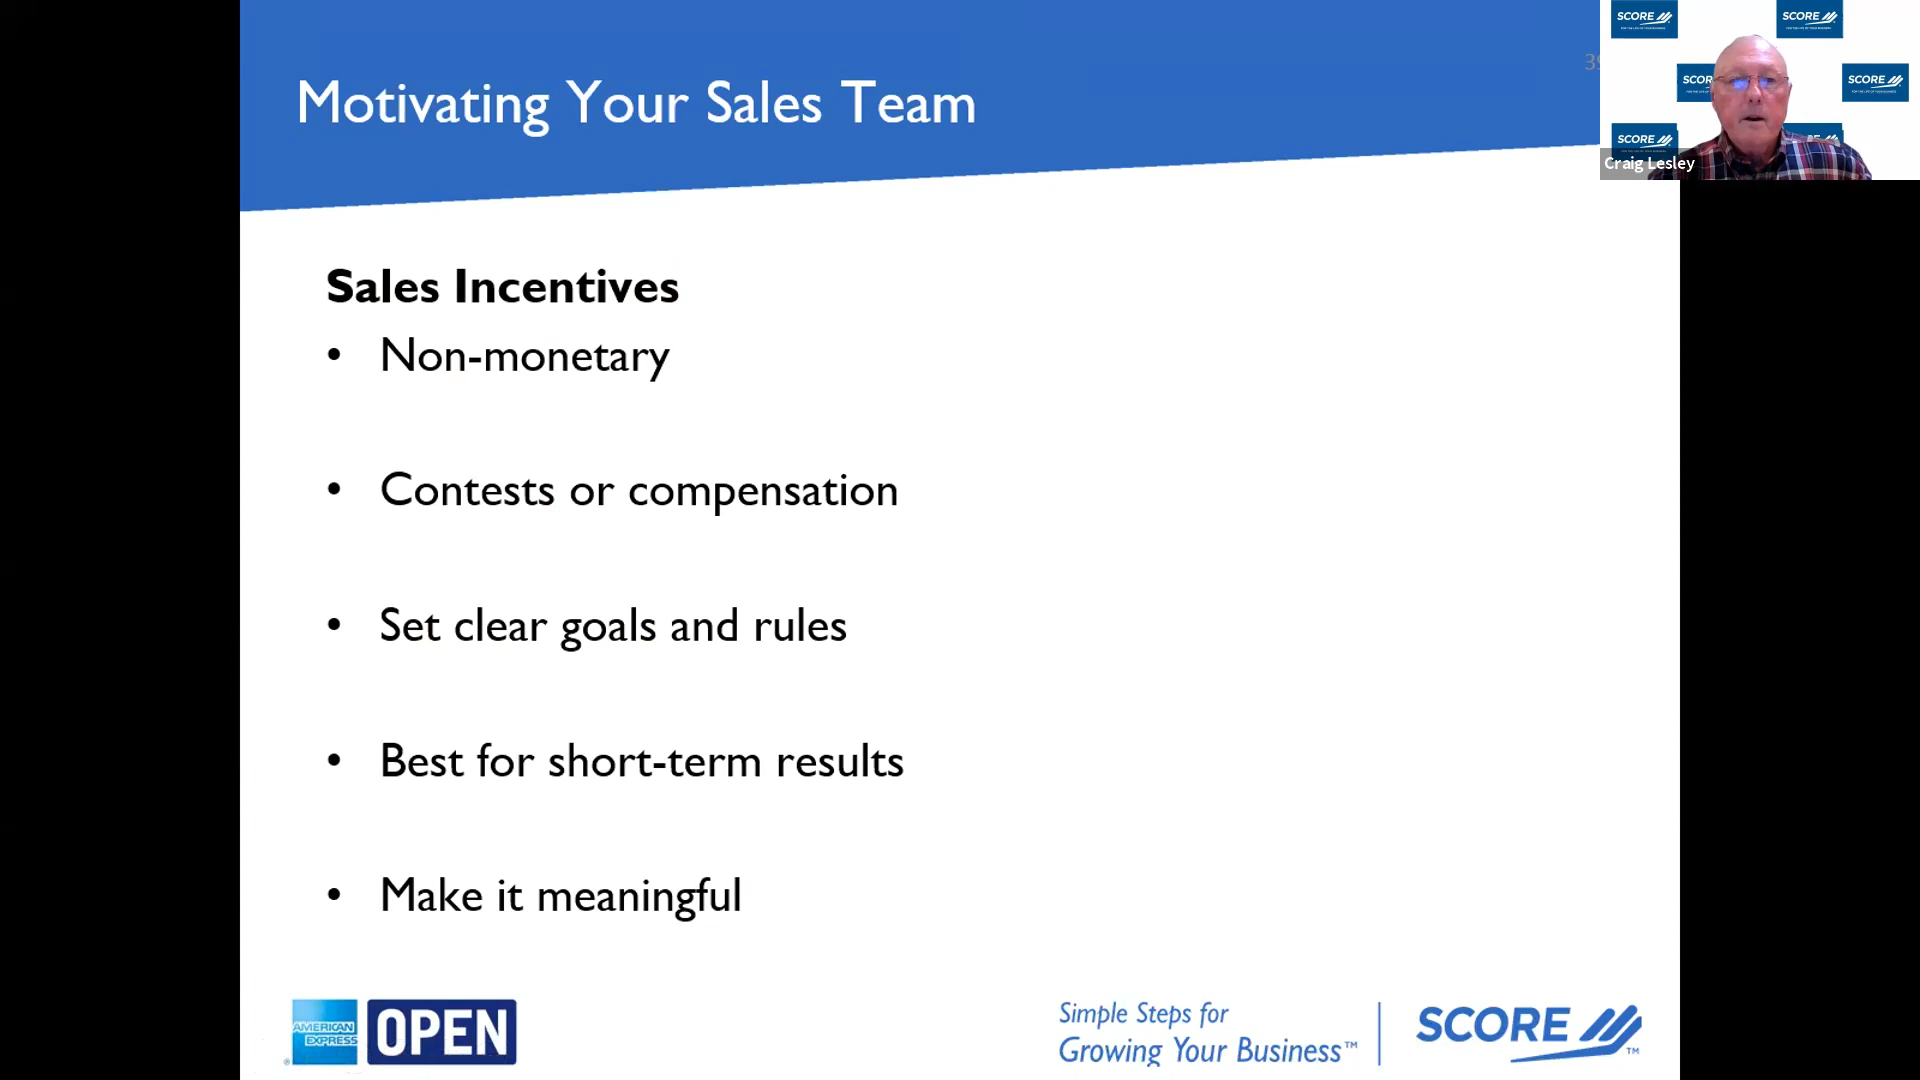 Motivating Your Sales Team
SCORE
SCORE
SCORE
SCORE
Craig Lesley
Sales Incentives
• Non-monetary
• Contests or compensation
• Set clear goals and rules
• Best for short-term results
• Make it meaningful
AMERICAN
EXPRESS
®
OPEN
Simple Steps for
Growing Your Business™
SCORE
TM